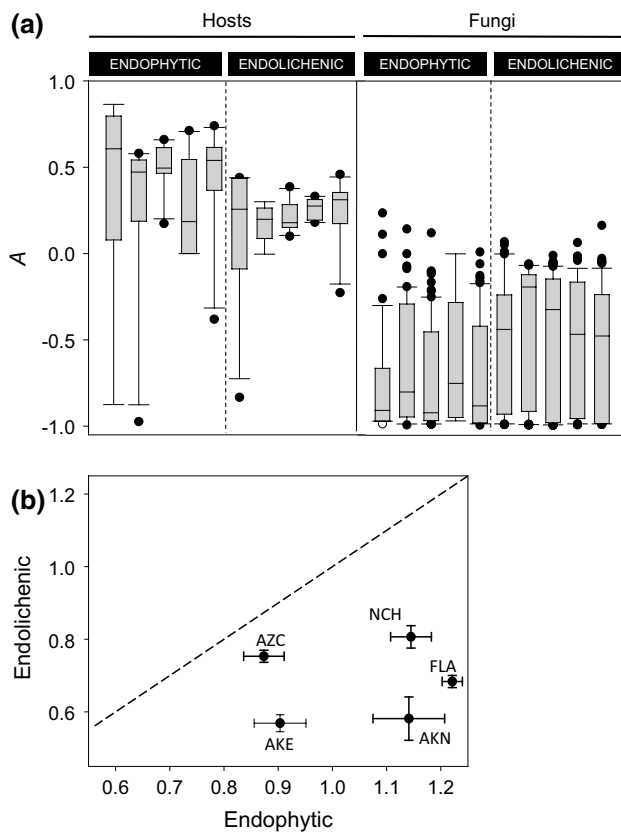 (a)
Hosts Fungi
ENDOPHYTIC ENDOLICHENIC ENDOPHYTIC ENDOLICHENIC
1.0
0.5
0.0
-0.5
-1.0
A
(b)
1.2
1.0
0.8
0.6
Endolichenic
NCH
AZC
FLA
AKE
AKN
0.6 0.7 0.8 0.9 1.0 1.1 1.2
Endophytic